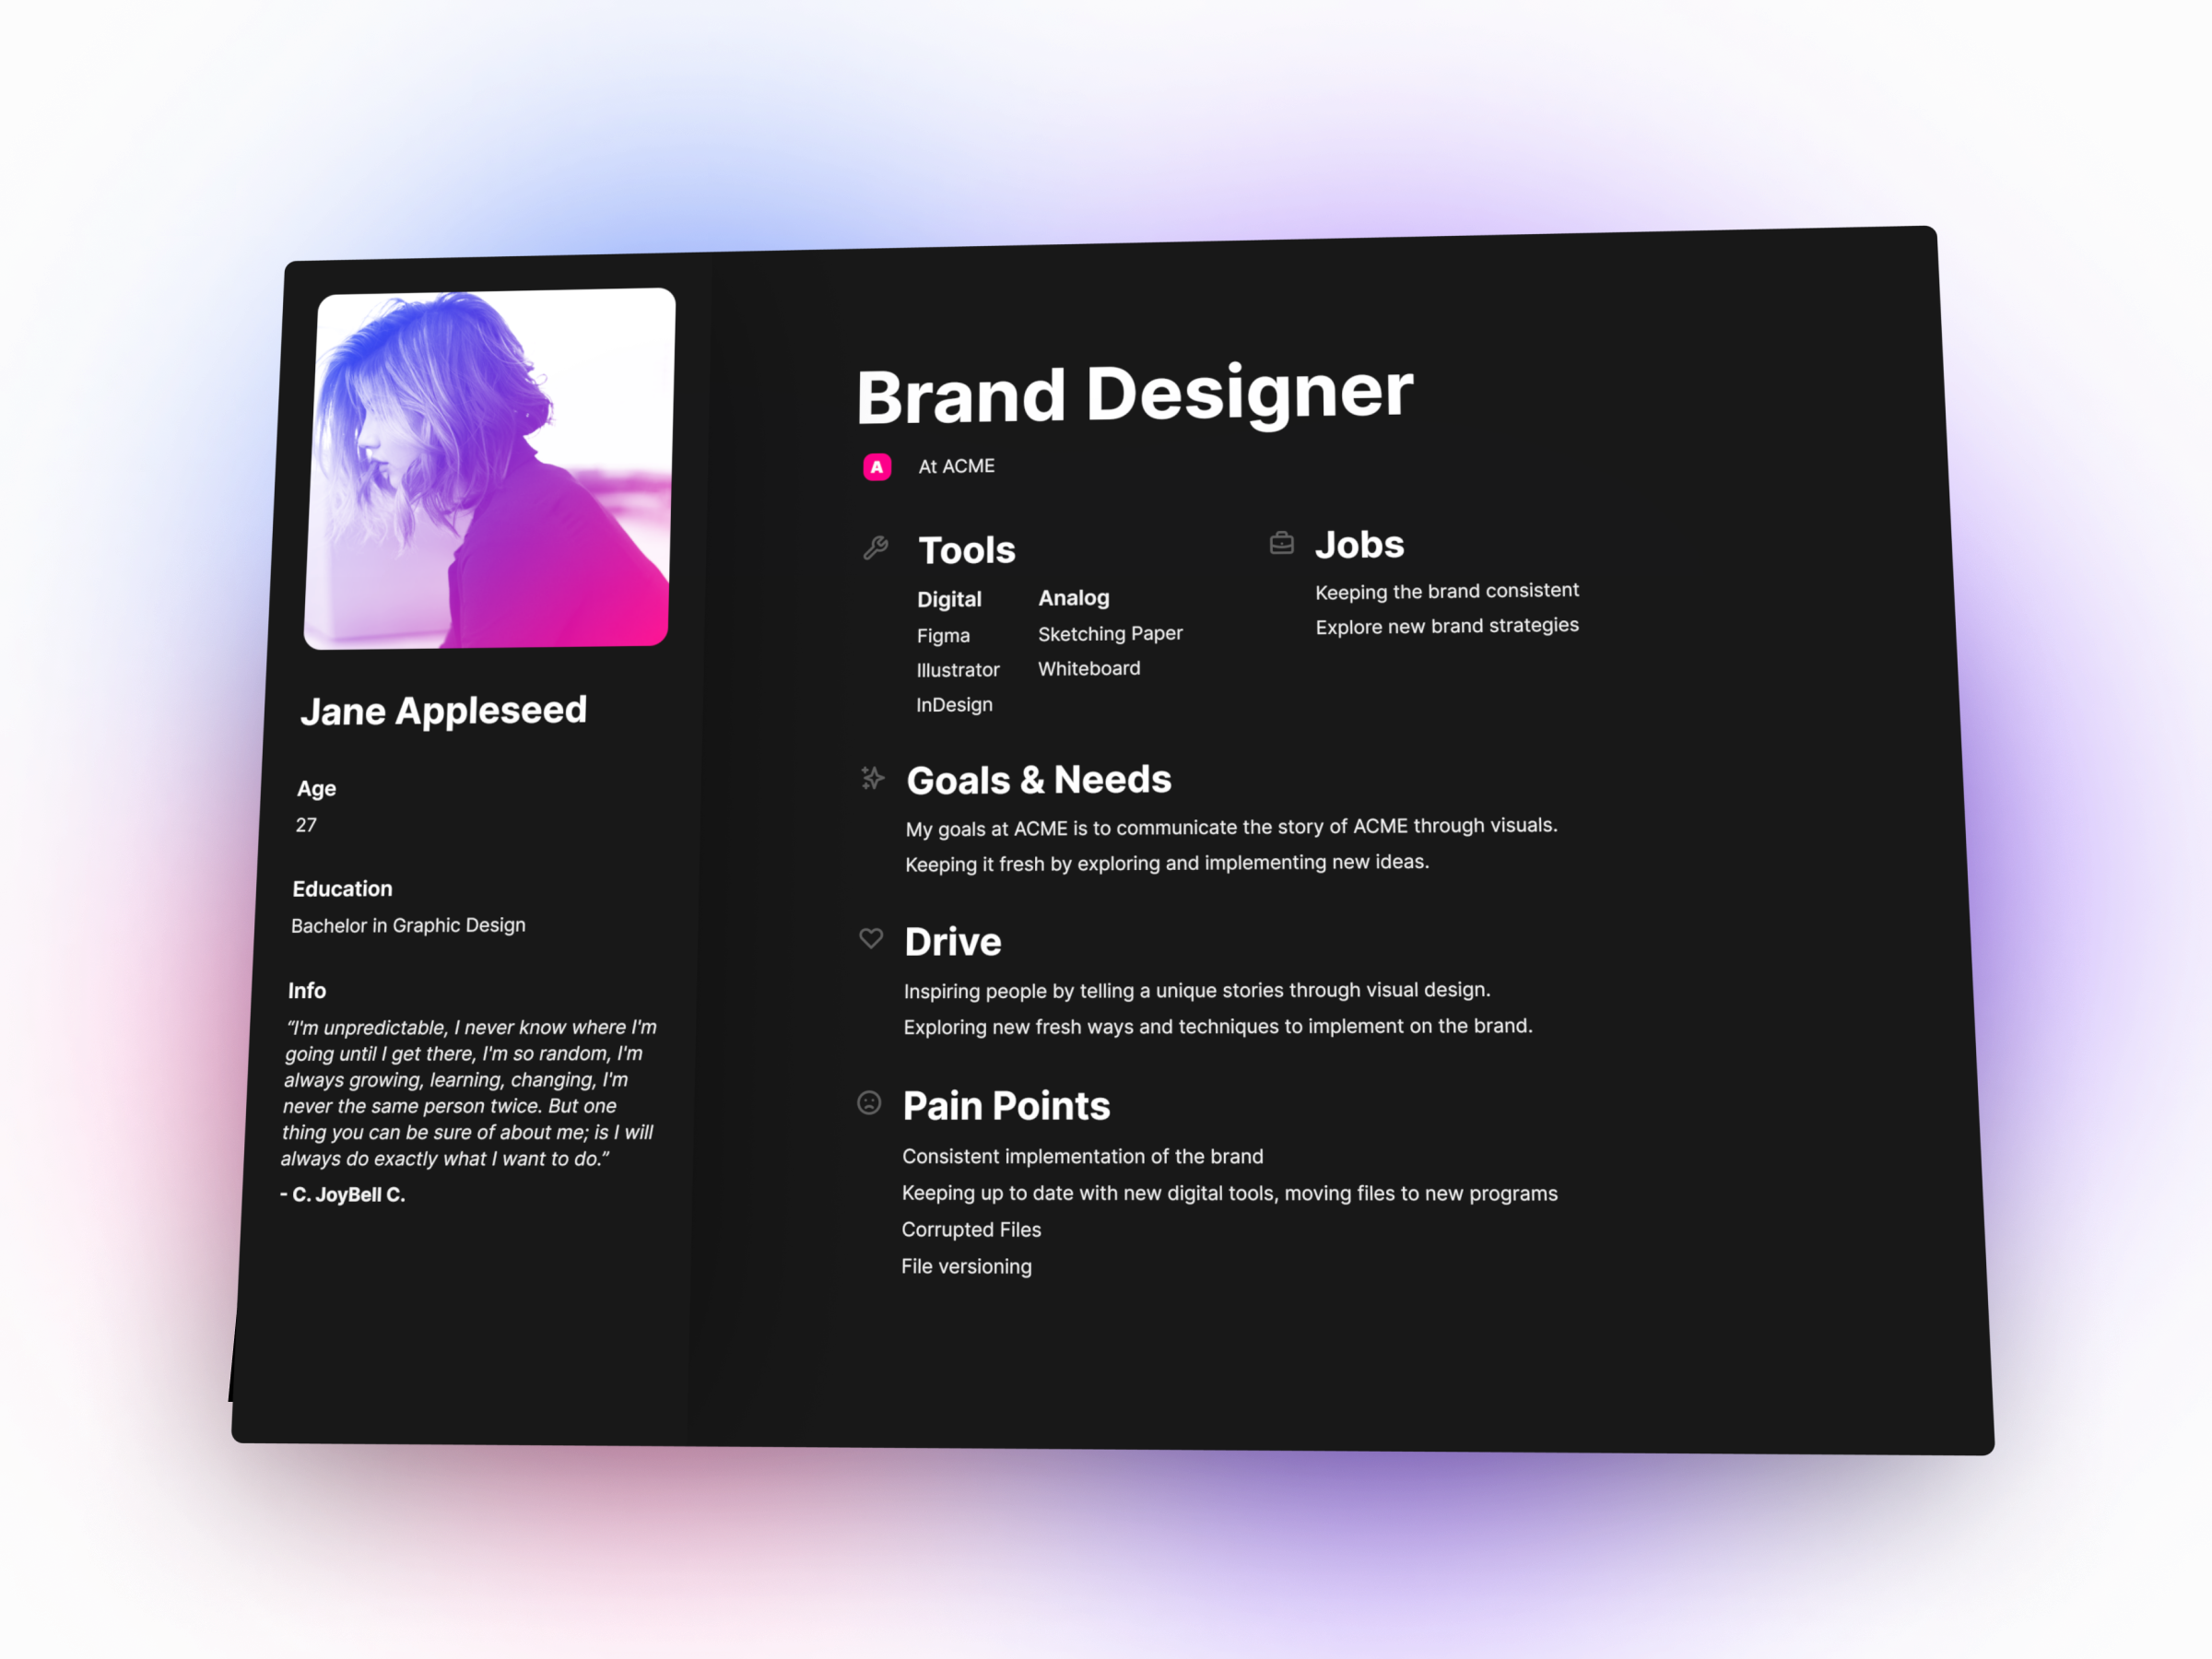 Jane Appleseed
Age
27
Education
Bachelor in Graphic Design
Info
“I'm unpredictable, I never know where I'm
going until I get there, I'm so random, I'm
always growing, learning, changing, I'm
never the same person twice. But one
thing you can be sure of about me; is I will
always do exactly what I want to do.”
- C. JoyBell C.
Brand Designer
A At ACME
Tools
Digital
Figma
Illustrator
InDesign
Analog
Sketching Paper
Whiteboard
Jobs
Keeping the brand consistent
Explore new brand strategies
Goals & Needs
My goals at ACME is to communicate the story of ACME through visuals.
Keeping it fresh by exploring and implementing new ideas.
Drive
Inspiring people by telling a unique stories through visual design.
Exploring new fresh ways and techniques to implement on the brand.
Pain Points
Consistent implementation of the brand
Keeping up to date with new digital tools, moving files to new programs
Corrupted Files
File versioning